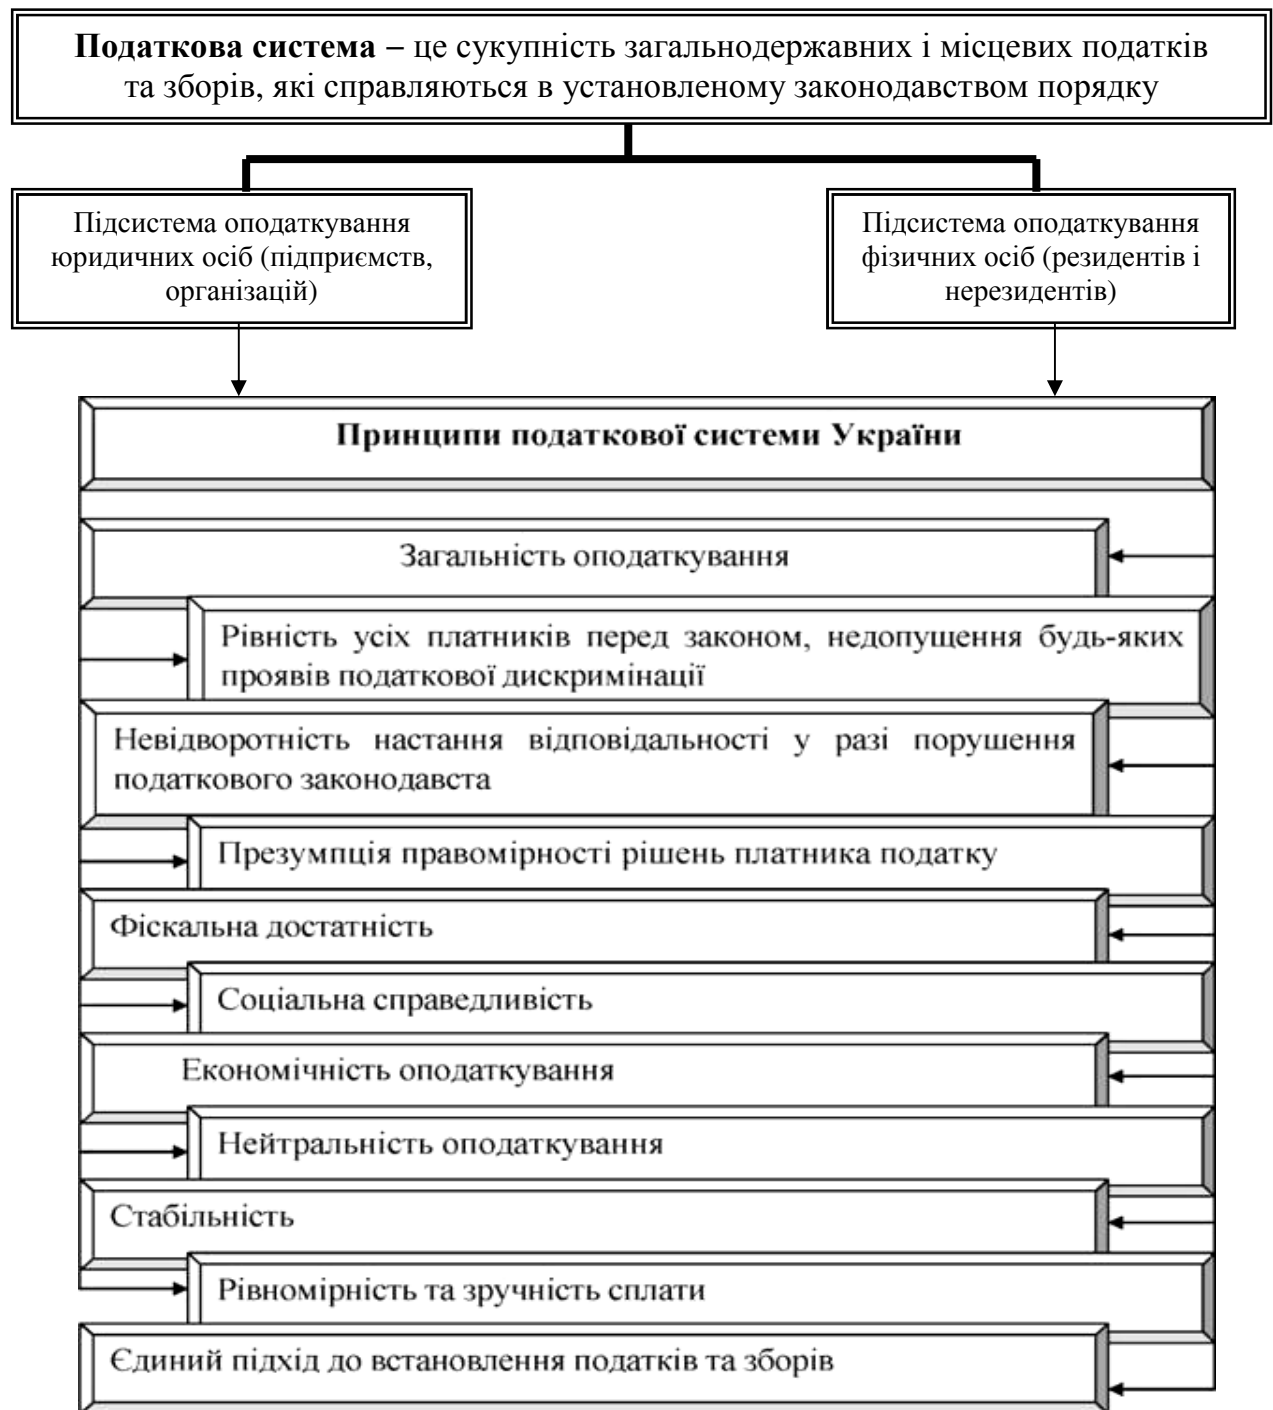 Податкова система – це сукупність загальнодержавних і місцевих податків
та зборів, які справляються в установленому законодавством порядку
Підсистема оподаткування
юридичних осіб (підприємств,
організацій)
Підсистема оподаткування
фізичних осіб (резидентів і
нерезидентів)
Принципи податкової системи України
Загальність оподаткування
Рівність усіх платників перед законом, недопущення будь-яких
проявів податкової дискримінації
Невідворотність настання відповідальності у разі порушення
податкового законодавста
Презумпція правомірності рішень платника податку
Фіскальна достатність
Соціальна справедливість
Економічність оподаткування
Нейтральність оподаткування
Стабільність
Рівномірність та зручність сплати
Єдиний підхід до встановлення податків та зборів